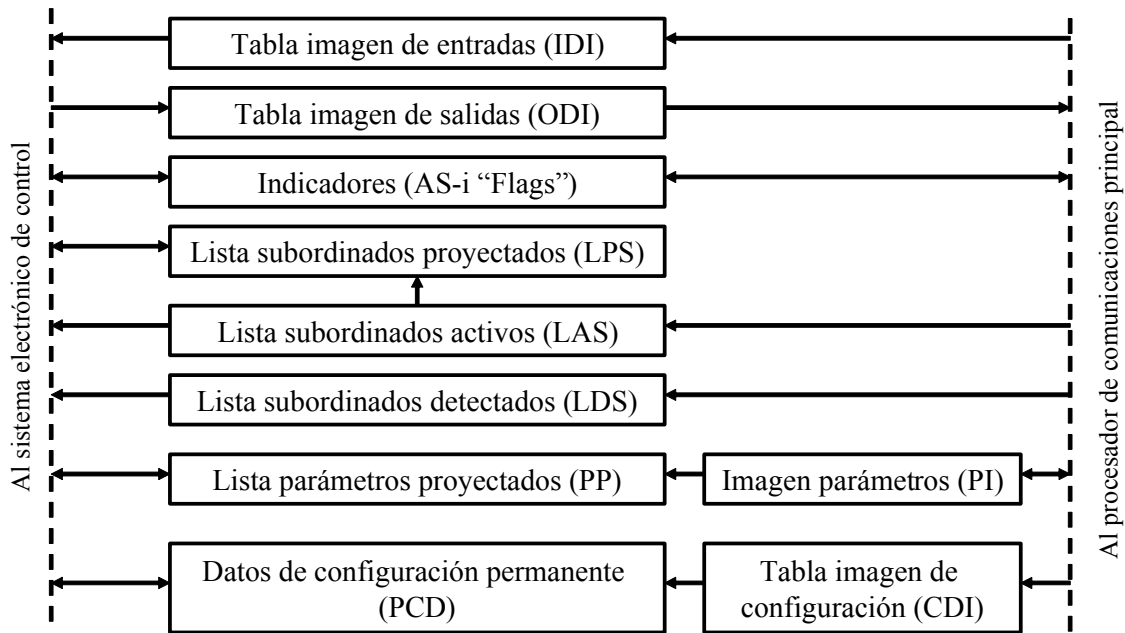 Al sistema electrónico de control
Tabla imagen de entradas (IDI)
Tabla imagen de salidas (ODI)
Indicadores (AS-i “Flags”)
Lista subordinados proyectados (LPS)
Lista subordinados activos (LAS)
Lista subordinados detectados (LDS)
Lista parámetros proyectados (PP)
Imagen parámetros (PI)
Datos de configuración permanente
(PCD)
Tabla imagen de
configuración (CDI)
Al procesador de comunicaciones principal